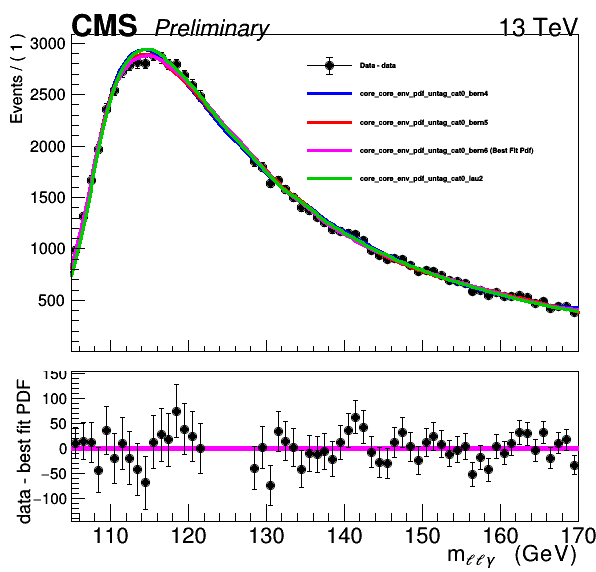 CMS Preliminary 13 TeV
Events / ( 1 )
3000
2500
2000
1500
1000
500
Data - data
core_core_env_pdf_untag_cat0_bern4
core_core_env_pdf_untag_cat0_bern5
core_core_env_pdf_untag_cat0_bern6 (Best Fit Pdf)
core_core_env_pdf_untag_cat0_lau2
data - best fit PDF
150
100
50
0
−50
−100
110 120 130 140 150 160 170
m_ℓℓγ (GeV)